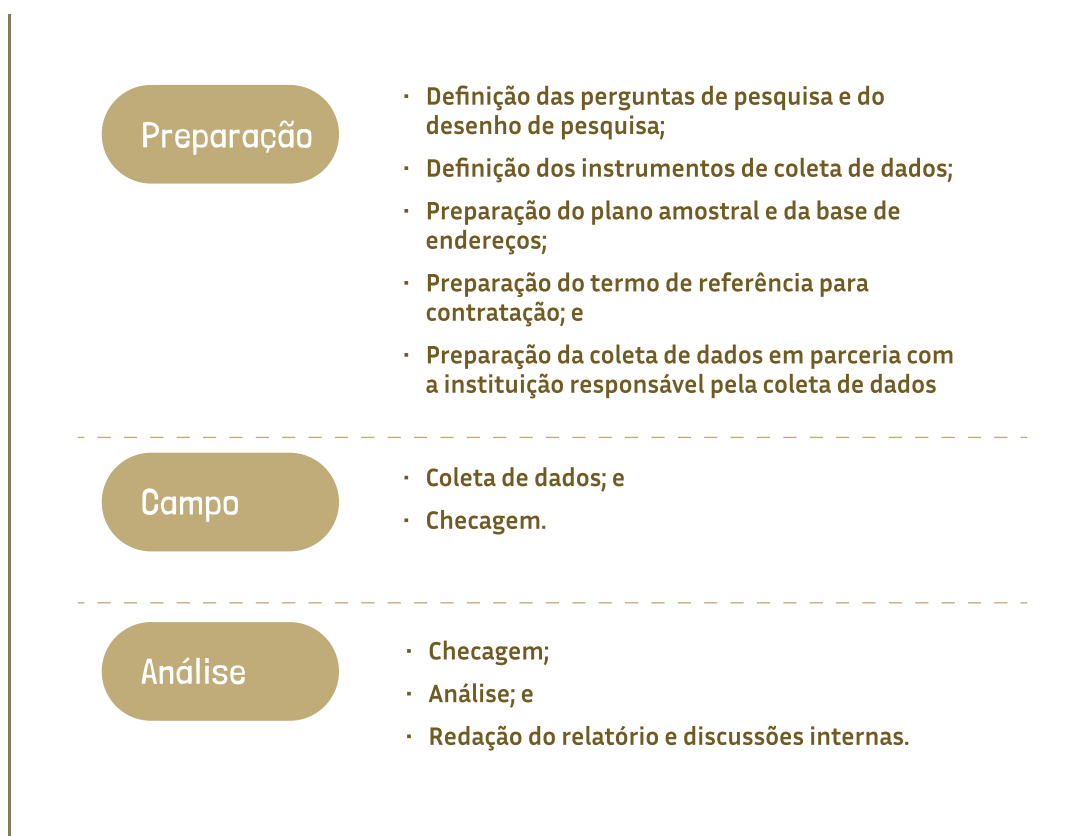 Preparação
· Definição das perguntas de pesquisa e do
desenho de pesquisa;
· Definição dos instrumentos de coleta de dados;
· Preparação do plano amostral e da base de
endereços;
· Preparação do termo de referência para
contratação; e
· Preparação da coleta de dados em parceria com
a instituição responsável pela coleta de dados
Campo
· Coleta de dados; e
· Checagem.
Análise
· Checagem;
· Análise; e
· Redação do relatório e discussões internas.